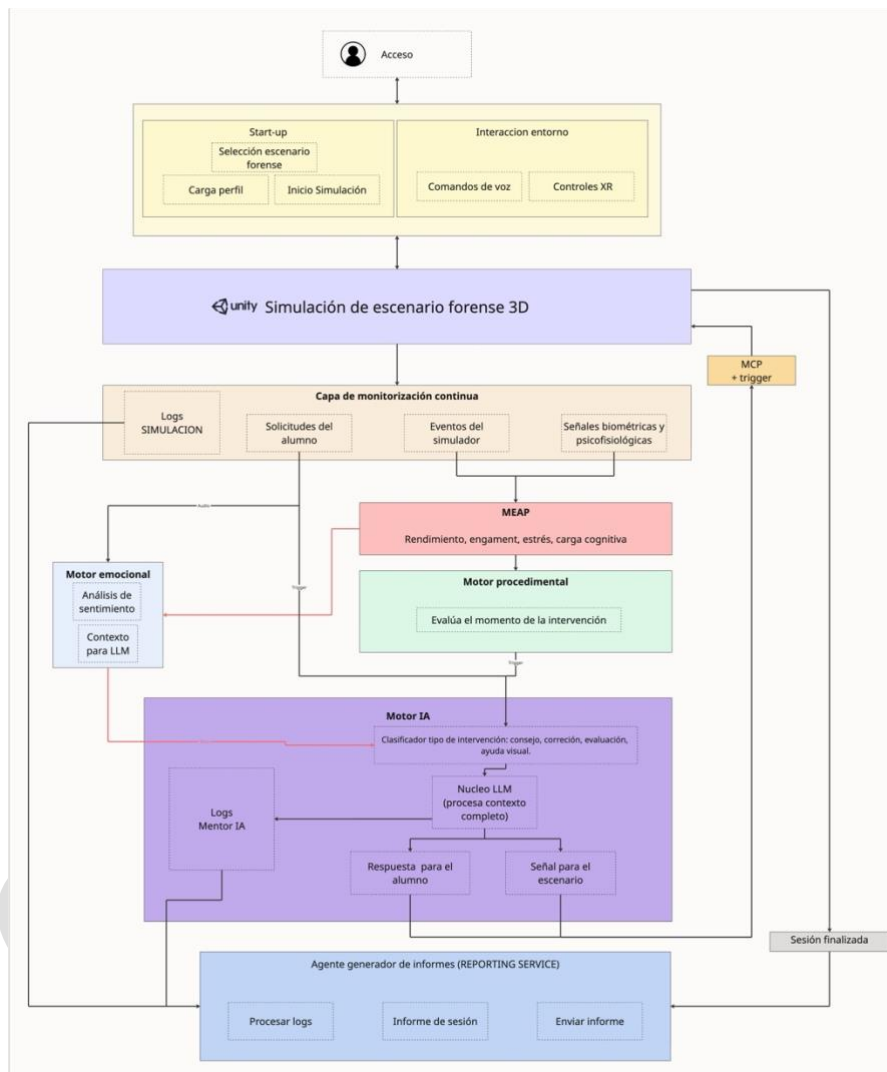 Acceso
Start-up
Selección escenario
forense
Carga perfil
Inicio Simulación
Interaccion entorno
Comandos de voz
Controles XR
unity Simulación de escenario forense 3D
MCP
+ trigger
Capa de monitorización continua
Logs
SIMULACION
Solicitudes del
alumno
Eventos del
simulador
Señales biométricas y
psicofisiológicas
Audio
MEAP
Rendimiento, engament, estrés, carga cognitiva
Motor emocional
Análisis de
sentimiento
Contexto
para LLM
Trigger
Motor procedimental
Evalúa el momento de la intervención
Trigger
Motor IA
Clasificador tipo de intervención: consejo, correción, evaluación,
ayuda visual.
Nucleo LLM
(procesa contexto
completo)
Logs
Mentor IA
Respuesta para el
alumno
Señal para el
escenario
Sesión finalizada
Agente generador de informes (REPORTING SERVICE)
Procesar logs
Informe de sesión
Enviar informe